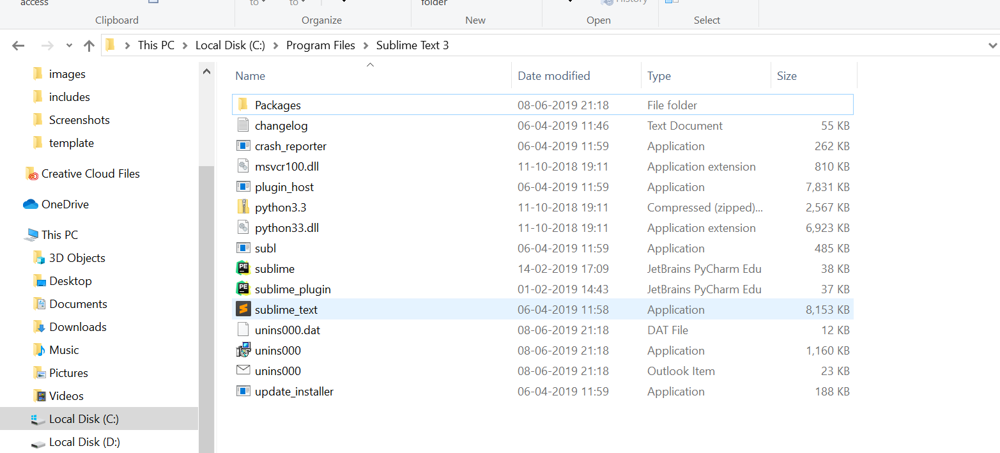 access
to
to
folder
History
Clipboard
Organize
New
Open
Select
This PC
Local Disk (C:)
Program Files
Sublime Text 3
images
includes
Screenshots
template
Creative Cloud Files
OneDrive
This PC
3D Objects
Desktop
Documents
Downloads
Music
Pictures
Videos
Local Disk (C:)
Local Disk (D:)
Name Date modified Type Size
Packages 08-06-2019 21:18 File folder
changelog 06-04-2019 11:46 Text Document 55 KB
crash_reporter 06-04-2019 11:59 Application 262 KB
msvcr100.dll 11-10-2018 19:11 Application extension 810 KB
plugin_host 06-04-2019 11:59 Application 7,831 KB
python3.3 11-10-2018 19:11 Compressed (zipped)... 2,567 KB
python33.dll 11-10-2018 19:11 Application extension 6,923 KB
subl 06-04-2019 11:59 Application 485 KB
PE sublime 14-02-2019 17:09 JetBrains PyCharm Edu 38 KB
PE sublime_plugin 01-02-2019 14:43 JetBrains PyCharm Edu 37 KB
sublime_text 06-04-2019 11:58 Application 8,153 KB
unins000.dat 08-06-2019 21:18 DAT File 12 KB
unins000 08-06-2019 21:18 Application 1,160 KB
unins000 08-06-2019 21:18 Outlook Item 23 KB
update_installer 06-04-2019 11:59 Application 188 KB